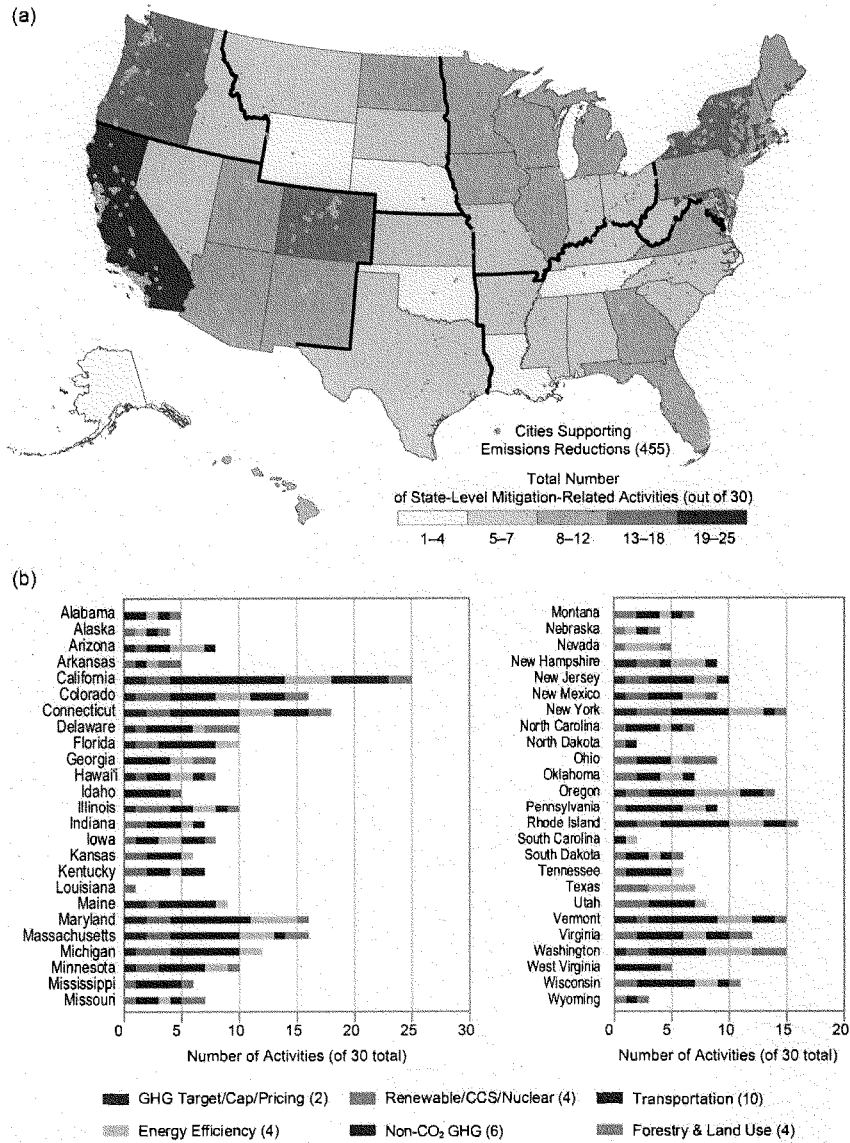 (a)
Cities Supporting
Emissions Reductions (455)
Total Number
of State-Level Mitigation-Related Activities (out of 30)
1–4 5–7 8–12 13–18 19–25
(b)
Alabama
Alaska
Arizona
Arkansas
California
Colorado
Connecticut
Delaware
Florida
Georgia
Hawai'i
Idaho
Illinois
Indiana
Iowa
Kansas
Kentucky
Louisiana
Maine
Maryland
Massachusetts
Michigan
Minnesota
Mississippi
Missouri
0 5 10 15 20 25 30
Number of Activities (of 30 total)
Montana
Nebraska
Nevada
New Hampshire
New Jersey
New Mexico
New York
North Carolina
North Dakota
Ohio
Oklahoma
Oregon
Pennsylvania
Rhode Island
South Carolina
South Dakota
Tennessee
Texas
Utah
Vermont
Virginia
Washington
West Virginia
Wisconsin
Wyoming
0 5 10 15 20
Number of Activities (of 30 total)
GHG Target/Cap/Pricing (2) Renewable/CCS/Nuclear (4) Transportation (10)
Energy Efficiency (4) Non-CO₂ GHG (6) Forestry & Land Use (4)